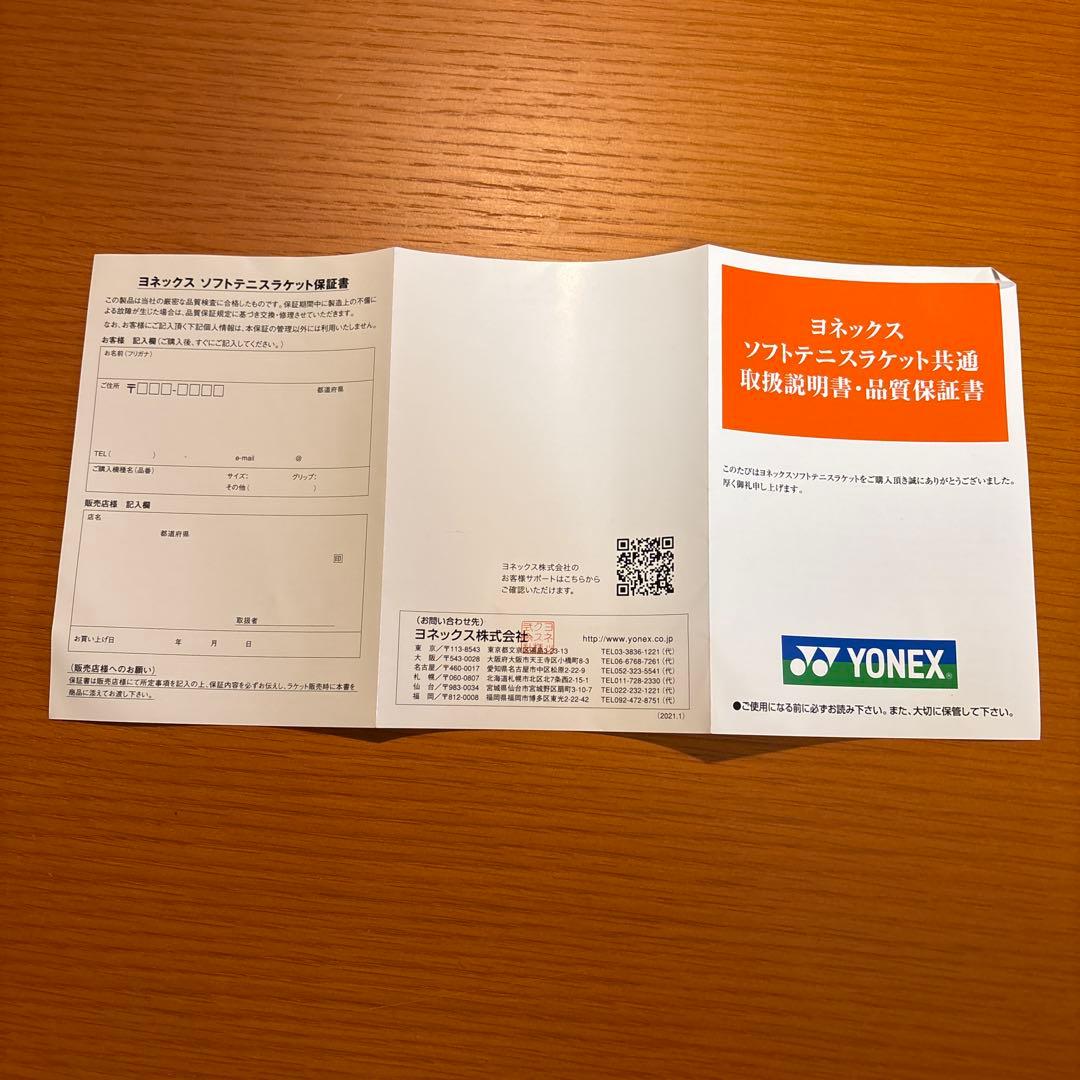 ヨネックス ソフトテニスラケット保証書
この製品は当社の厳密な品質検査に合格したものです。保証期間中に製造上の不備に
よる故障が生じた場合は、品質保証規定に基づき交換・修理させていただきます。
なお、お客様にご記入頂く下記個人情報は、本保証の管理以外には利用いたしません。
お客様 記入欄(ご購入後、すぐにご記入してください。)
お名前(フリガナ)
ご住所 〒□□□-□□□□ 都道府県
TEL( ) - e-mail @
ご購入機種名(品番) サイズ: グリップ:
その他( )
販売店様 記入欄
店名
都道府県
印
取扱者
お買い上げ日 年 月 日
(販売店様へのお願い)
保証書は販売店様にて所定事項を記入の上、保証内容を必ずお伝えし、ラケット販売時に本書を
商品に添えてお渡し下さい。
ヨネックス株式会社の
お客様サポートはこちらから
ご確認いただけます。
(お問い合わせ先)
ヨネックス株式会社 http://www.yonex.co.jp
東 京/〒113-8543 東京都文京区湯島3-23-13 TEL03-3836-1221(代)
大 阪/〒543-0028 大阪府大阪市天王寺区小橋町8-3 TEL06-6768-7261(代)
名古屋/〒460-0017 愛知県名古屋市中区松原2-22-9 TEL052-323-5541(代)
札 幌/〒060-0807 北海道札幌市北区北7条西2-15-1 TEL011-728-2330(代)
仙 台/〒983-0034 宮城県仙台市宮城野区扇町3-10-7 TEL022-232-1221(代)
福 岡/〒812-0008 福岡県福岡市博多区東光2-22-42 TEL092-472-8751(代)
(2021.1)
ヨネックス
ソフトテニスラケット共通
取扱説明書・品質保証書
このたびはヨネックスソフトテニスラケットをご購入頂き誠にありがとうございました。
厚く御礼申し上げます。
YONEX®
●ご使用になる前に必ずお読み下さい。また、大切に保管して下さい。